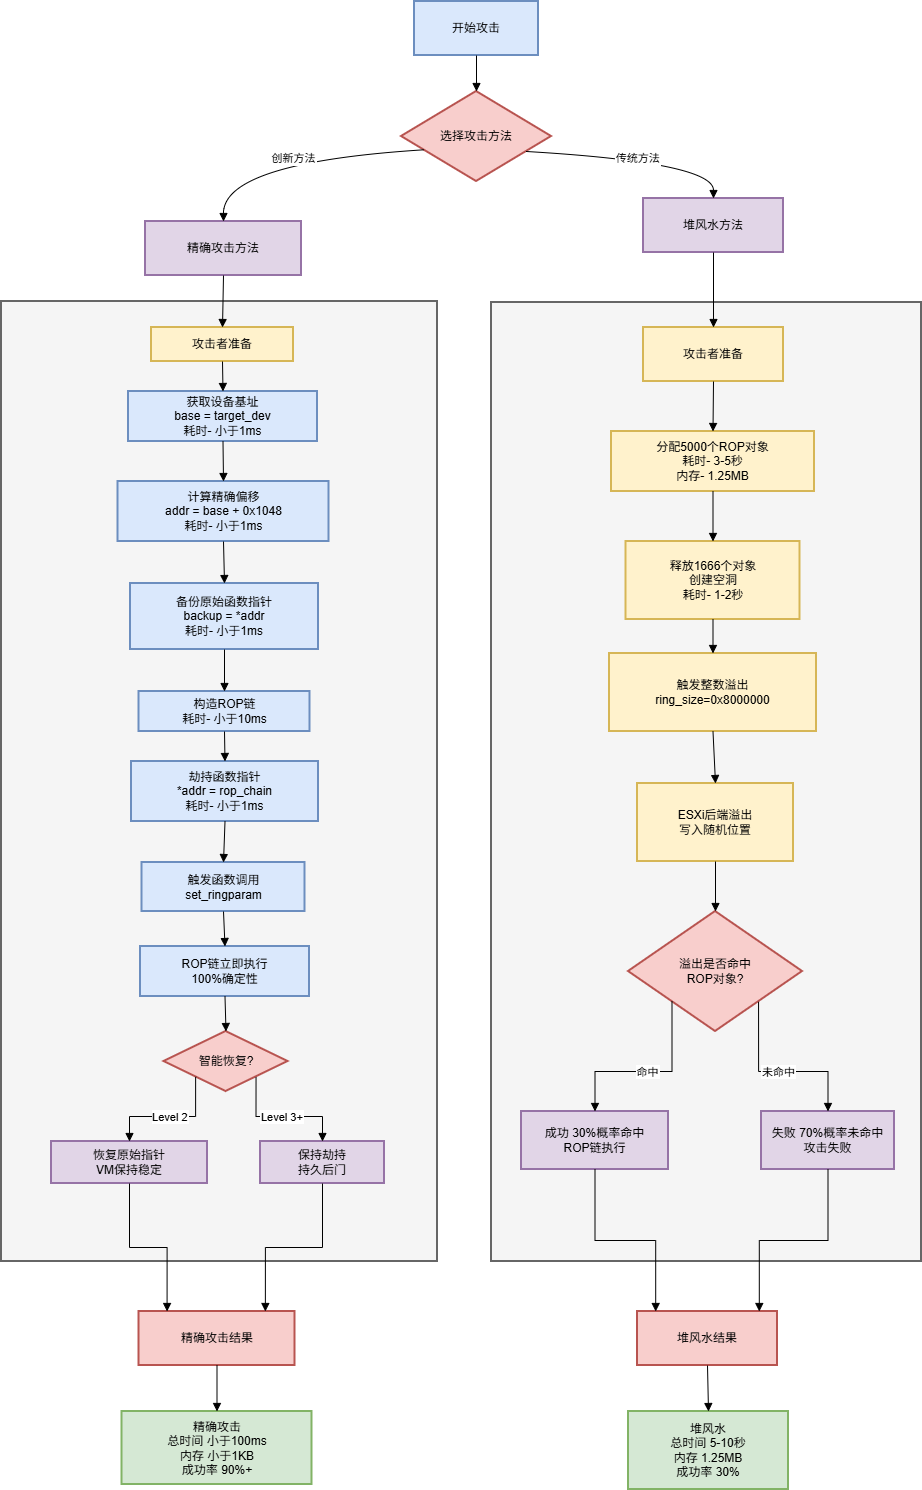 开始攻击
选择攻击方法
创新方法
传统方法
精确攻击方法
堆风水方法
攻击者准备
获取设备基址
base = target_dev
耗时- 小于1ms
计算精确偏移
addr = base + 0x1048
耗时- 小于1ms
备份原始函数指针
backup = *addr
耗时- 小于1ms
构造ROP链
耗时- 小于10ms
劫持函数指针
*addr = rop_chain
耗时- 小于1ms
触发函数调用
set_ringparam
ROP链立即执行
100%确定性
智能恢复?
Level 2
Level 3+
恢复原始指针
VM保持稳定
保持劫持
持久后门
精确攻击结果
精确攻击
总时间 小于100ms
内存 小于1KB
成功率 90%+
攻击者准备
分配5000个ROP对象
耗时- 3-5秒
内存- 1.25MB
释放1666个对象
创建空洞
耗时- 1-2秒
触发整数溢出
ring_size=0x8000000
ESXi后端溢出
写入随机位置
溢出是否命中
ROP对象?
命中
未命中
成功 30%概率命中
ROP链执行
失败 70%概率未命中
攻击失败
堆风水结果
堆风水
总时间 5-10秒
内存 1.25MB
成功率 30%